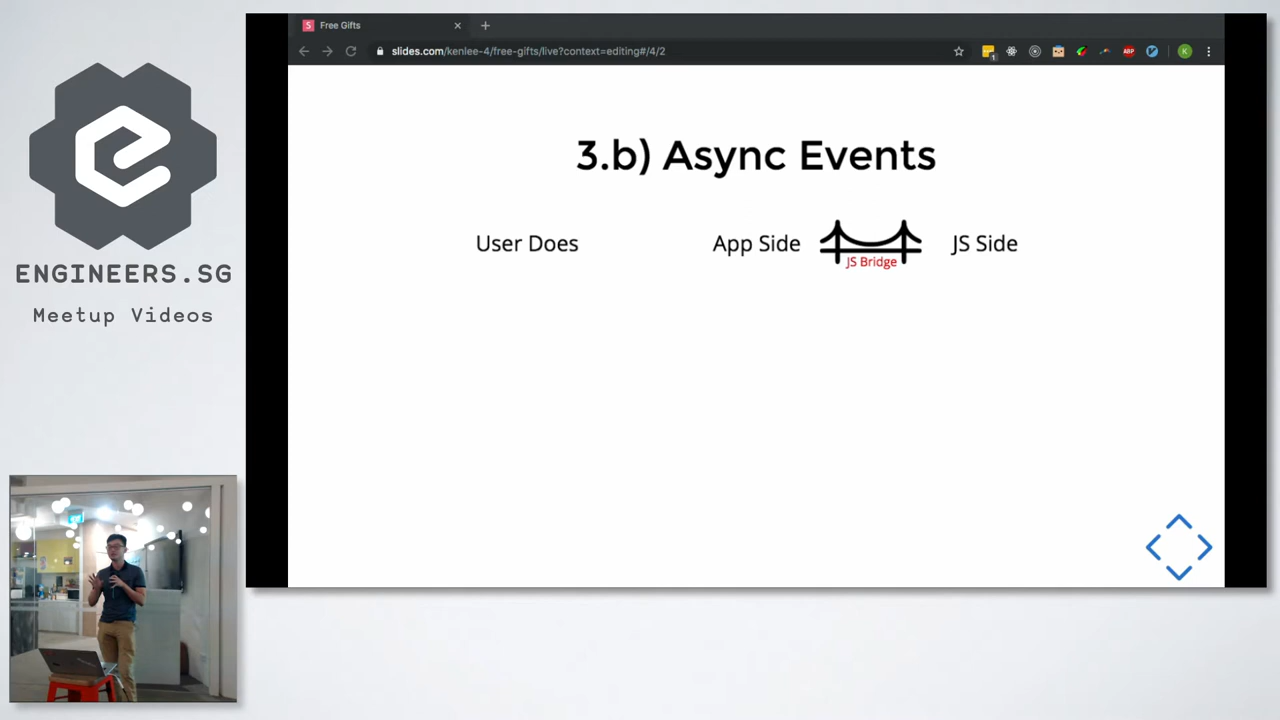 Free Gifts
slides.com/kenlee-4/free-gifts/live?context=editing#/4/2
ABP
K
3.b) Async Events
User Does
App Side
JS Bridge
JS Side
ENGINEERS.SG
Meetup Videos